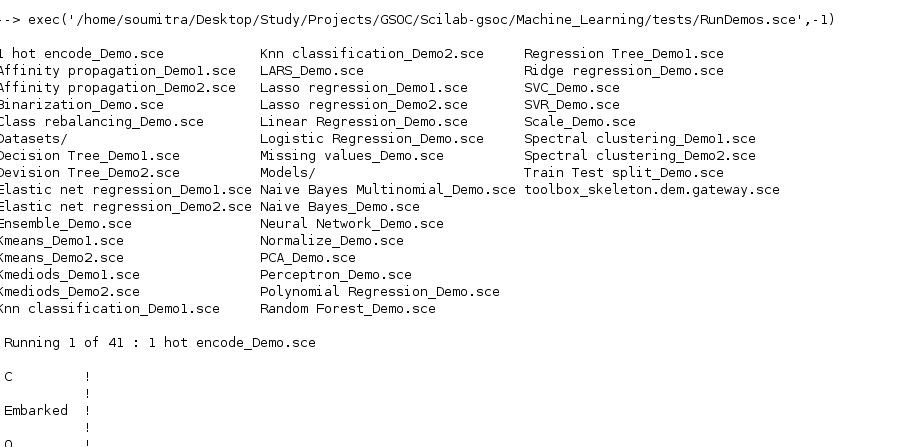 --> exec('/home/soumitra/Desktop/Study/Projects/GSOC/Scilab-gsoc/Machine_Learning/tests/RunDemos.sce',-1)
1 hot encode_Demo.sce Knn classification_Demo2.sce Regression Tree_Demo1.sce
Affinity propagation_Demo1.sce LARS_Demo.sce Ridge regression_Demo.sce
Affinity propagation_Demo2.sce Lasso regression_Demo1.sce SVC_Demo.sce
Binarization_Demo.sce Lasso regression_Demo2.sce SVR_Demo.sce
Class rebalancing_Demo.sce Linear Regression_Demo.sce Scale_Demo.sce
Datasets/ Logistic Regression_Demo.sce Spectral clustering_Demo1.sce
Decision Tree_Demo1.sce Missing values_Demo.sce Spectral clustering_Demo2.sce
Devision Tree_Demo2.sce Models/ Train Test split_Demo.sce
Elastic net regression_Demo1.sce Naive Bayes Multinomial_Demo.sce toolbox_skeleton.dem.gateway.sce
Elastic net regression_Demo2.sce Naive Bayes_Demo.sce
Ensemble_Demo.sce Neural Network_Demo.sce
Kmeans_Demo1.sce Normalize_Demo.sce
Kmeans_Demo2.sce PCA_Demo.sce
Kmediods_Demo1.sce Perceptron_Demo.sce
Kmediods_Demo2.sce Polynomial Regression_Demo.sce
Knn classification_Demo1.sce Random Forest_Demo.sce
Running 1 of 41 : 1 hot encode_Demo.sce
C !
!
Embarked !
!